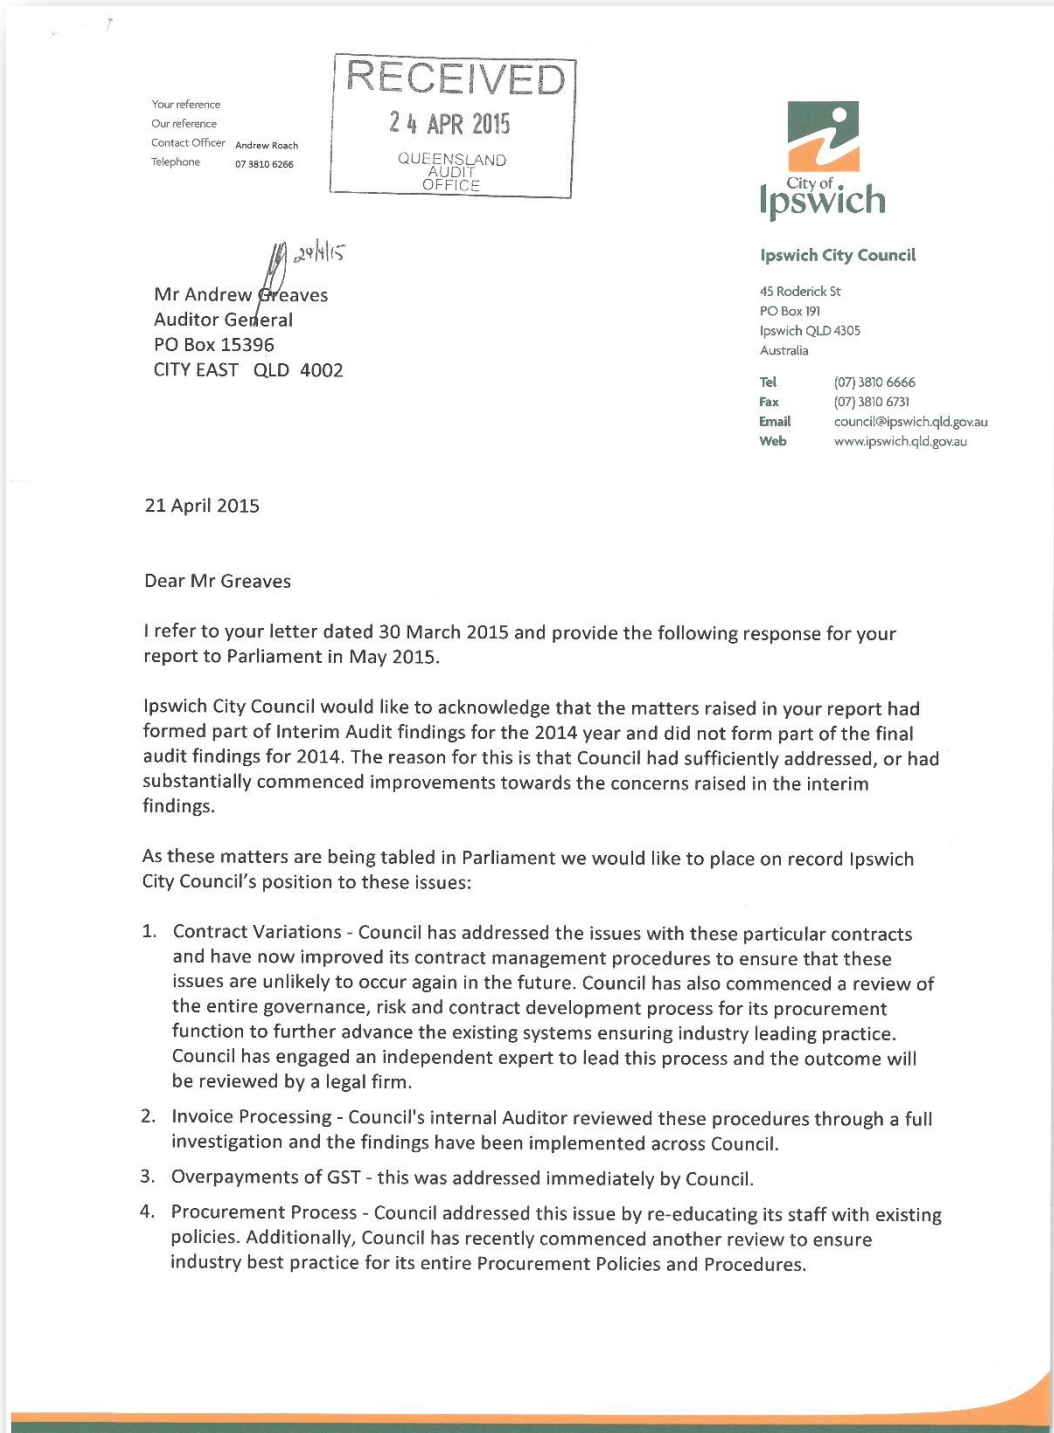 RECEIVED
24 APR 2015
QUEENSLAND
AUDIT
OFFICE
Your reference
Our reference
Contact Officer Andrew Roach
Telephone 07 3810 6266
City of
Ipswich
24/4/15
Mr Andrew Greaves
Auditor General
PO Box 15396
CITY EAST QLD 4002
Ipswich City Council
45 Roderick St
PO Box 191
Ipswich QLD 4305
Australia
Tel (07) 3810 6666
Fax (07) 3810 6731
Email council@ipswich.qld.gov.au
Web www.ipswich.qld.gov.au
21 April 2015
Dear Mr Greaves
I refer to your letter dated 30 March 2015 and provide the following response for your
report to Parliament in May 2015.
Ipswich City Council would like to acknowledge that the matters raised in your report had
formed part of Interim Audit findings for the 2014 year and did not form part of the final
audit findings for 2014. The reason for this is that Council had sufficiently addressed, or had
substantially commenced improvements towards the concerns raised in the interim
findings.
As these matters are being tabled in Parliament we would like to place on record Ipswich
City Council's position to these issues:
1. Contract Variations - Council has addressed the issues with these particular contracts
and have now improved its contract management procedures to ensure that these
issues are unlikely to occur again in the future. Council has also commenced a review of
the entire governance, risk and contract development process for its procurement
function to further advance the existing systems ensuring industry leading practice.
Council has engaged an independent expert to lead this process and the outcome will
be reviewed by a legal firm.
2. Invoice Processing - Council's internal Auditor reviewed these procedures through a full
investigation and the findings have been implemented across Council.
3. Overpayments of GST - this was addressed immediately by Council.
4. Procurement Process - Council addressed this issue by re-educating its staff with existing
policies. Additionally, Council has recently commenced another review to ensure
industry best practice for its entire Procurement Policies and Procedures.